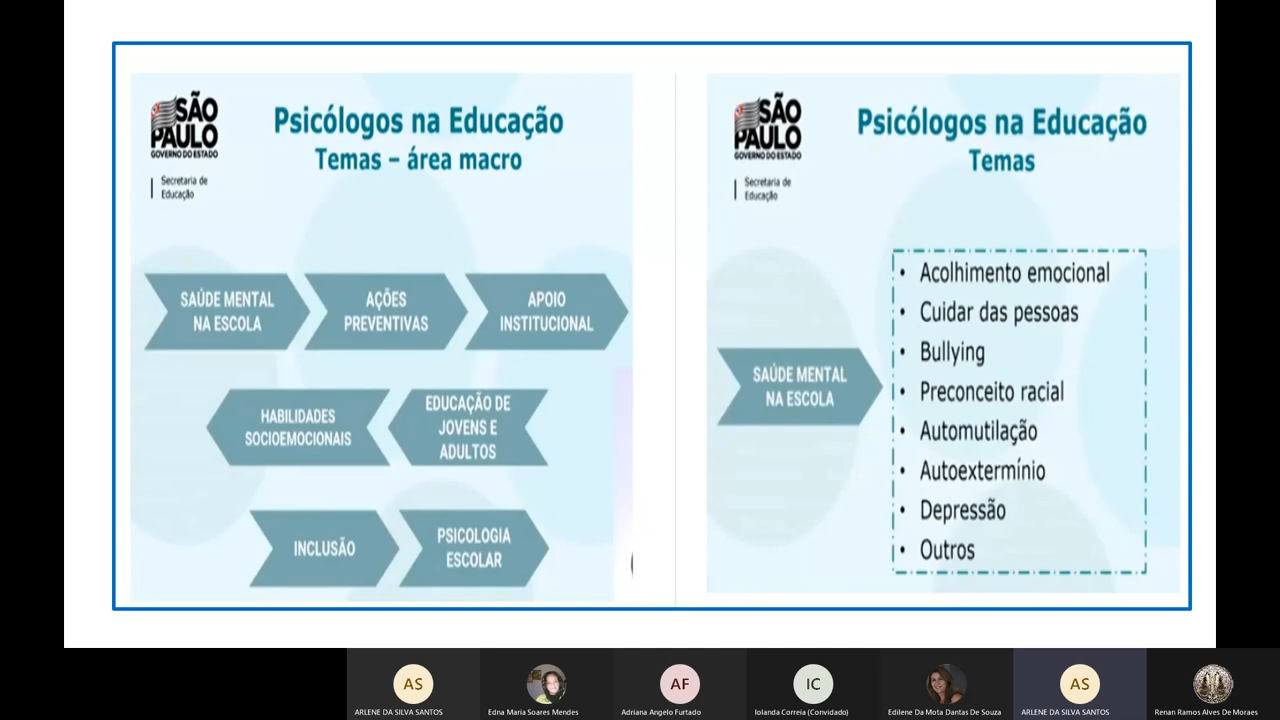 SÃO
PAULO
GOVERNO DO ESTADO
Secretaria de
Educação
Psicólogos na Educação
Temas – área macro
SAÚDE MENTAL
NA ESCOLA
AÇÕES
PREVENTIVAS
APOIO
INSTITUCIONAL
HABILIDADES
SOCIOEMOCIONAIS
EDUCAÇÃO DE
JOVENS E
ADULTOS
INCLUSÃO
PSICOLOGIA
ESCOLAR
SÃO
PAULO
GOVERNO DO ESTADO
Secretaria de
Educação
Psicólogos na Educação
Temas
SAÚDE MENTAL
NA ESCOLA
• Acolhimento emocional
• Cuidar das pessoas
• Bullying
• Preconceito racial
• Automutilação
• Autoextermínio
• Depressão
• Outros
AS
ARLENE DA SILVA SANTOS
Edna Maria Soares Mendes
AF
Adriana Angelo Furtado
IC
Iolanda Correia (Convidado)
Edilene Da Mota Dantas De Souza
AS
ARLENE DA SILVA SANTOS
Renan Ramos Alves De Moraes